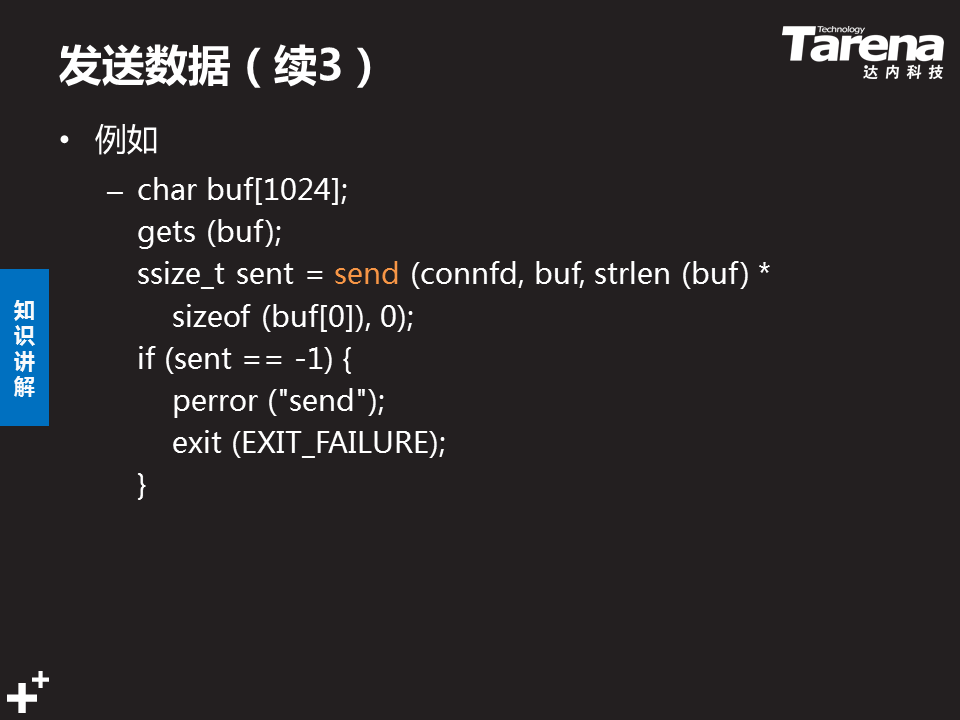 发送数据（续3）
Technology
Tarena
达内科技
• 例如
– char buf[1024];
gets (buf);
ssize_t sent = send (connfd, buf, strlen (buf) *
sizeof (buf[0]), 0);
if (sent == -1) {
perror ("send");
exit (EXIT_FAILURE);
}
知识讲解